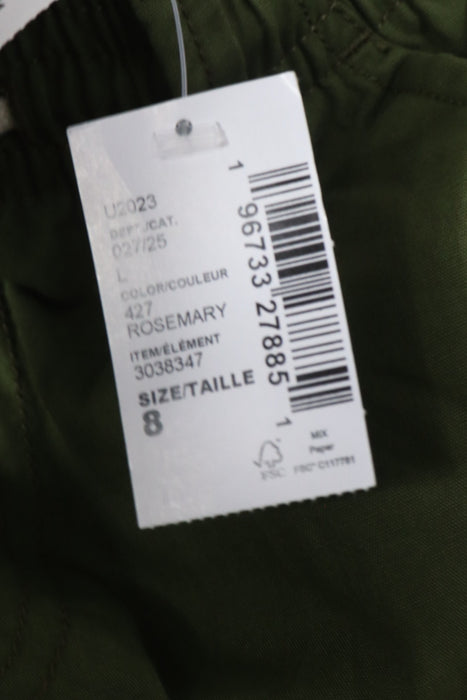 U2023
DEPT./CAT.
027/25
L
COLOR/COULEUR
427
ROSEMARY
ITEM/ÉLÉMENT
3038347
SIZE/TAILLE
8
1 96733 27885 1
FSC
MIX
Paper
FSC® C117781